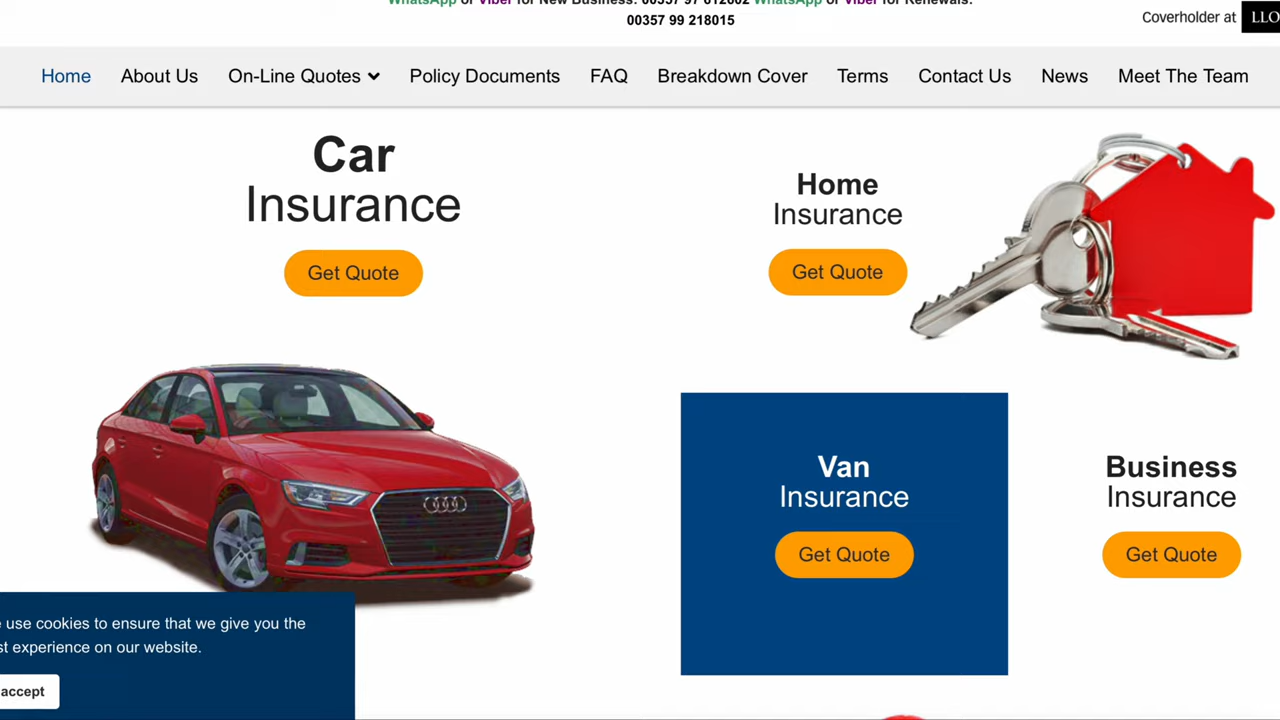 WhatsApp or Viber for New Business: 00357 97 612602 WhatsApp or Viber for Renewals:
00357 99 218015
Coverholder at
LLO
Home About Us On-Line Quotes Policy Documents FAQ Breakdown Cover Terms Contact Us News Meet The Team
Car
Insurance
Get Quote
Home
Insurance
Get Quote
Van
Insurance
Get Quote
Business
Insurance
Get Quote
use cookies to ensure that we give you the
st experience on our website.
accept